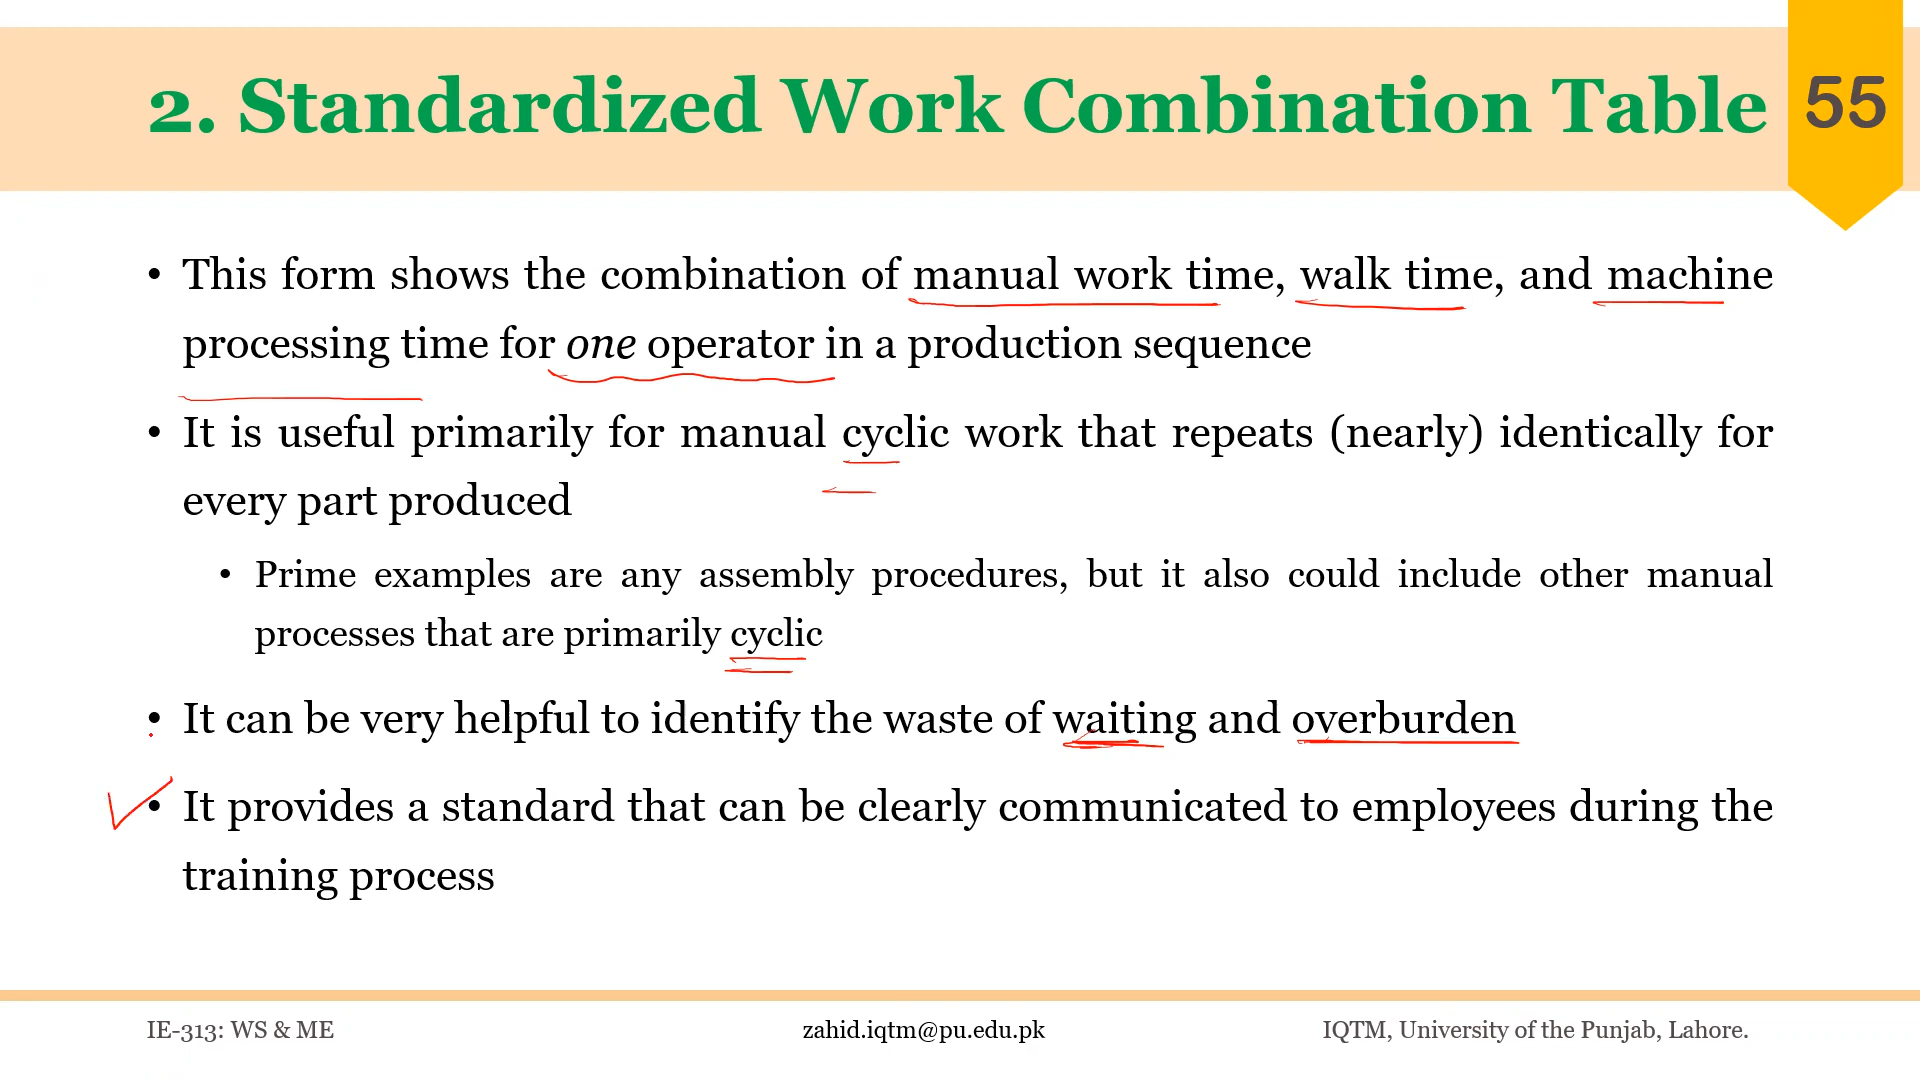 2. Standardized Work Combination Table
55
• This form shows the combination of manual work time, walk time, and machine
processing time for one operator in a production sequence
• It is useful primarily for manual cyclic work that repeats (nearly) identically for
every part produced
• Prime examples are any assembly procedures, but it also could include other manual
processes that are primarily cyclic
• It can be very helpful to identify the waste of waiting and overburden
• It provides a standard that can be clearly communicated to employees during the
training process
IE-313: WS & ME
zahid.iqtm@pu.edu.pk
IQTM, University of the Punjab, Lahore.